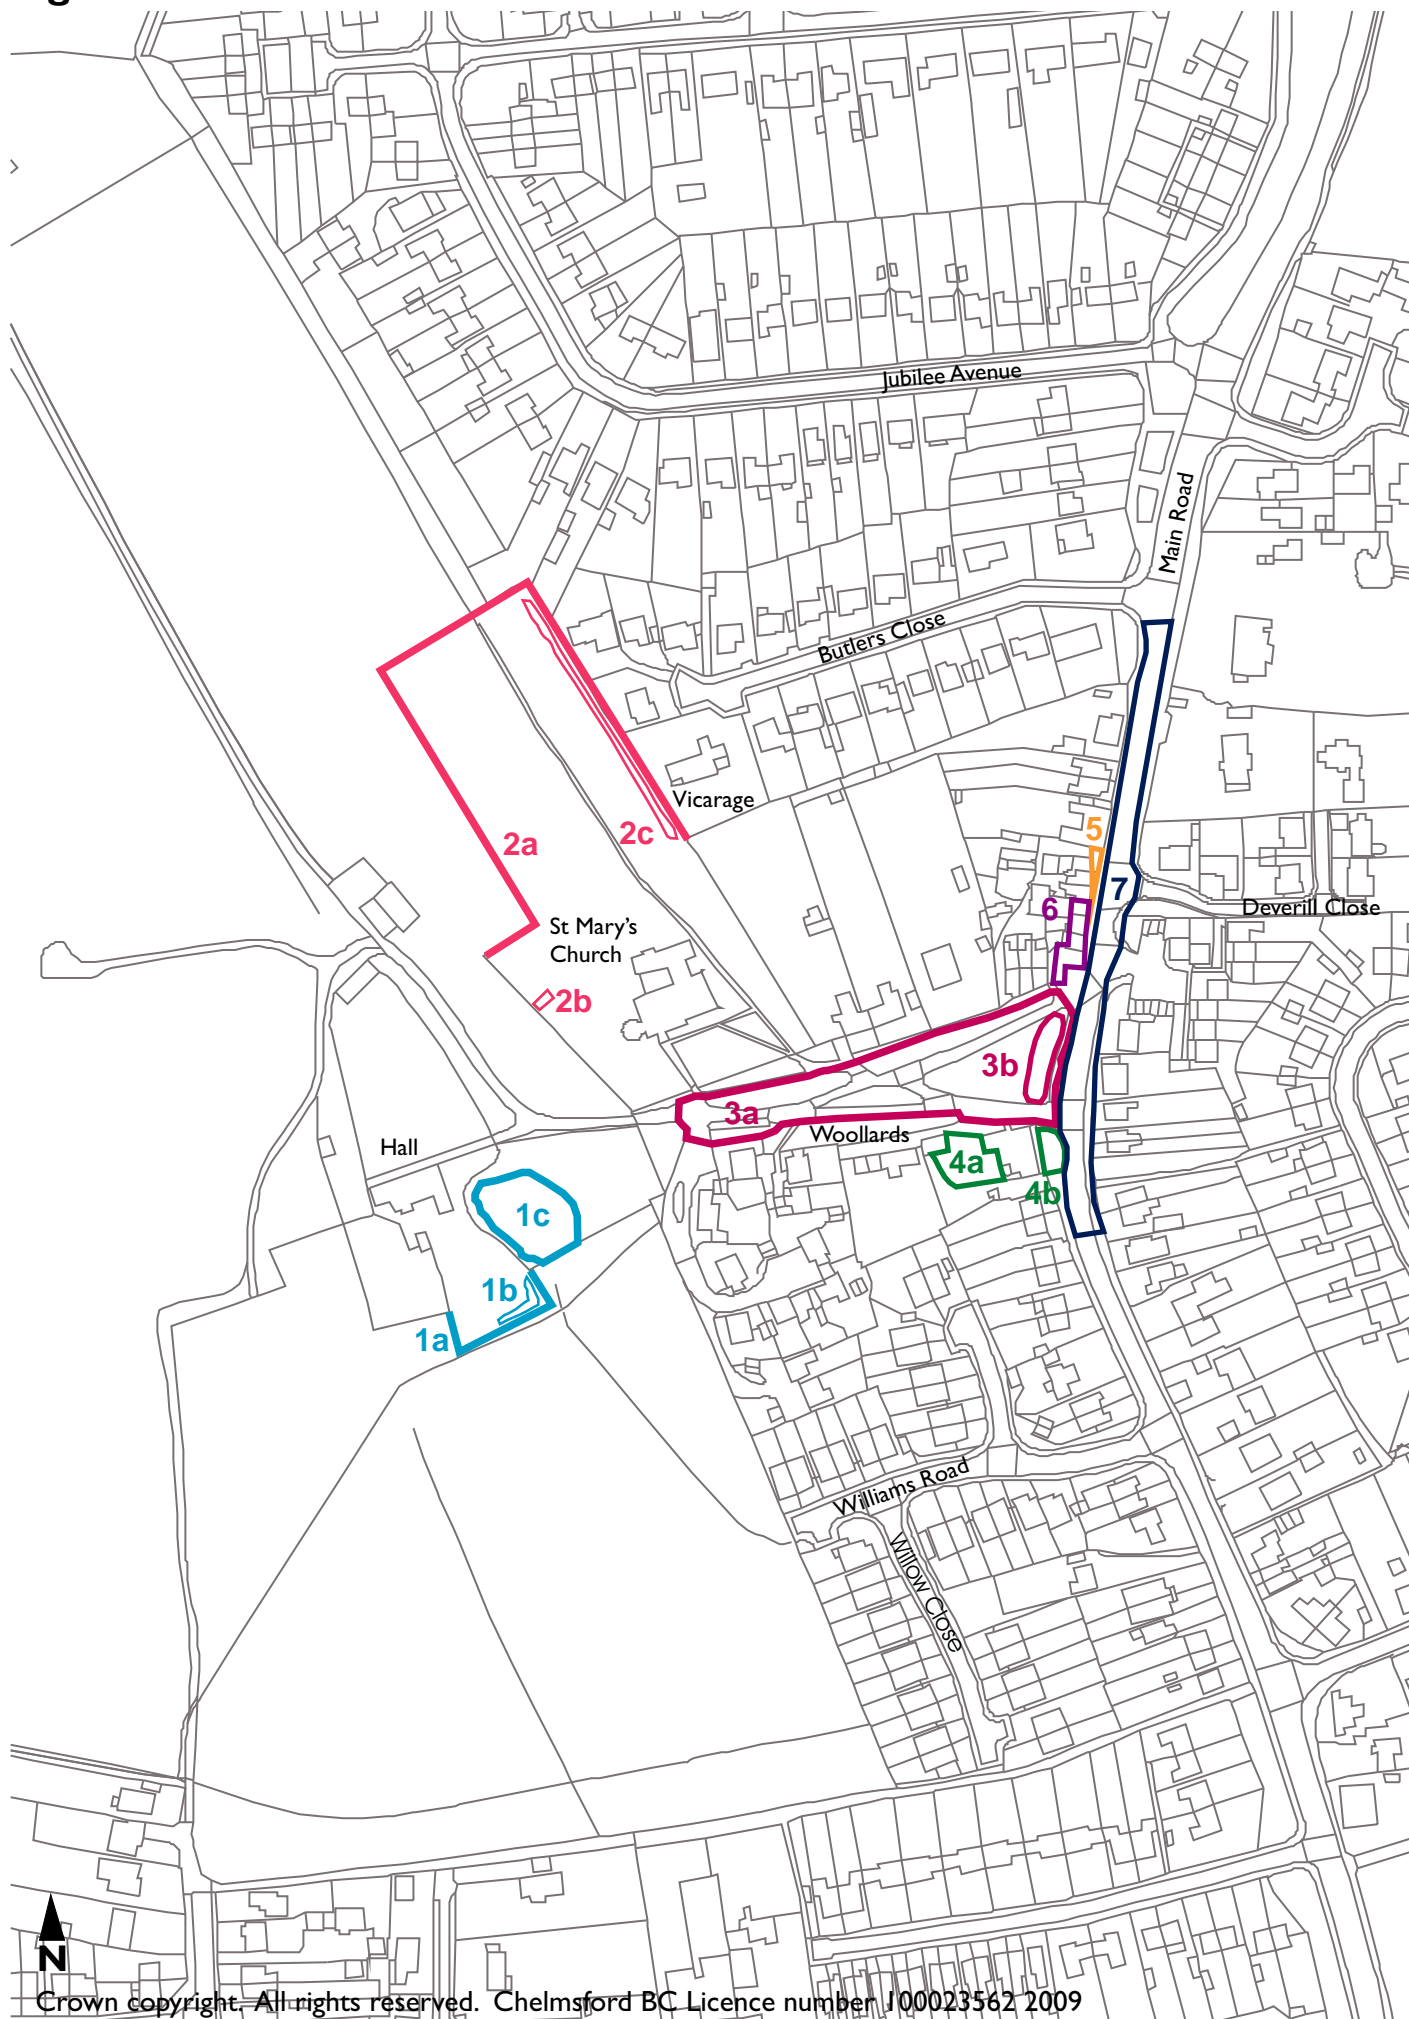 Jubilee Avenue
Main Road
Butlers Close
Vicarage
2c
2a
5
7
6
Deverill Close
St Mary's
Church
2b
3b
3a
Woollards
Hall
4a
4b
1c
1b
1a
Williams Road
Willow Close
N
Crown copyright. All rights reserved. Chelmsford BC Licence number 100023562 2009